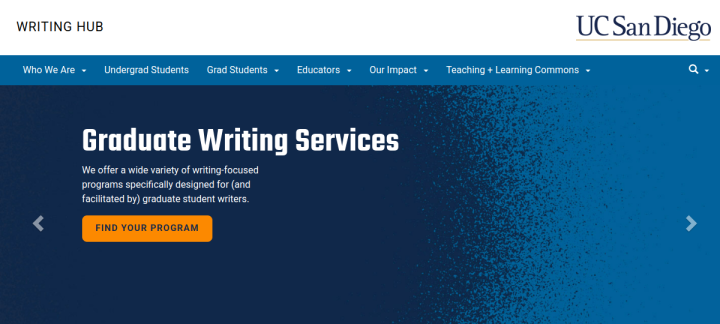 WRITING HUB
UC San Diego
Who We Are
Undergrad Students
Grad Students
Educators
Our Impact
Teaching + Learning Commons
Graduate Writing Services
We offer a wide variety of writing-focused
programs specifically designed for (and
facilitated by) graduate student writers.
FIND YOUR PROGRAM